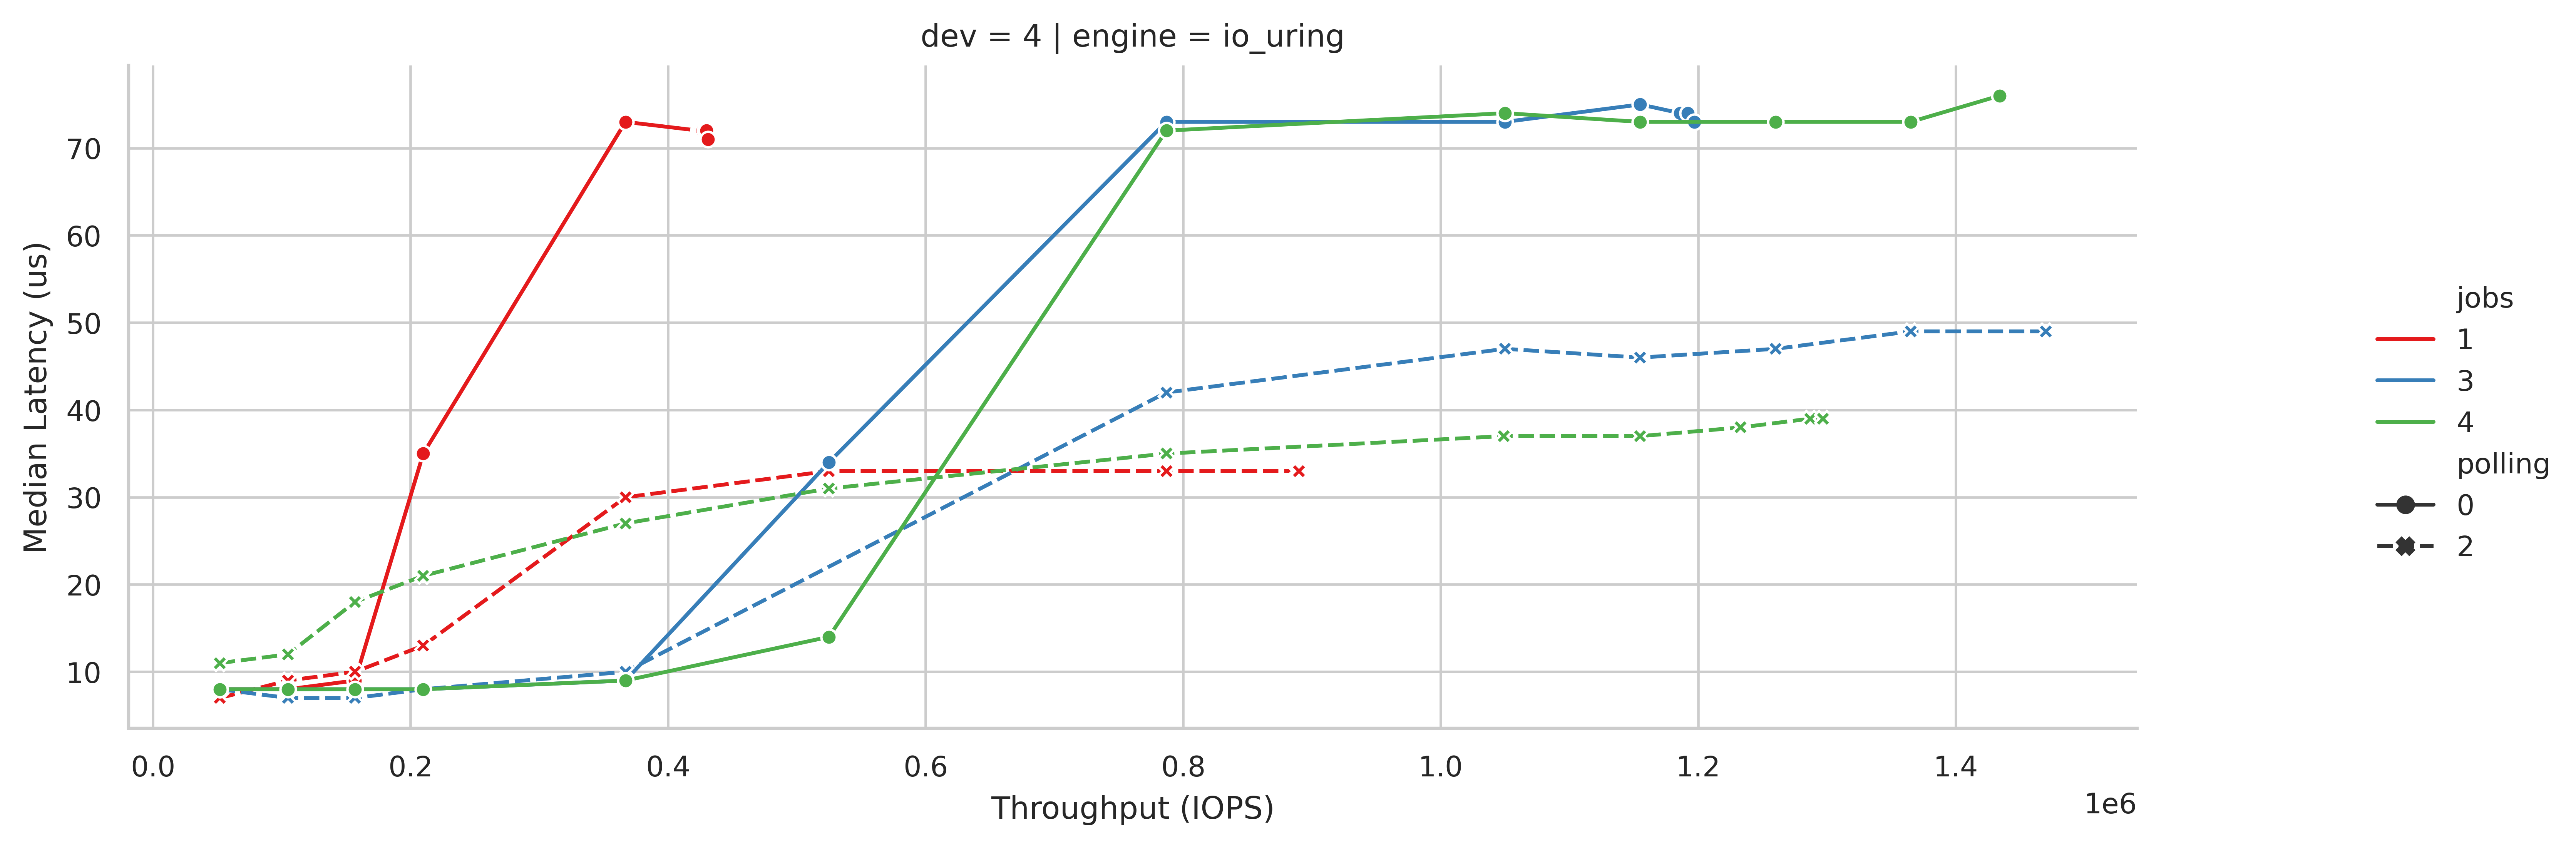 dev = 4 | engine = io_uring
Median Latency (us)
70
60
50
40
30
20
10
0.0 0.2 0.4 0.6 0.8 1.0 1.2 1.4
1e6
Throughput (IOPS)
jobs
1
3
4
polling
0
2